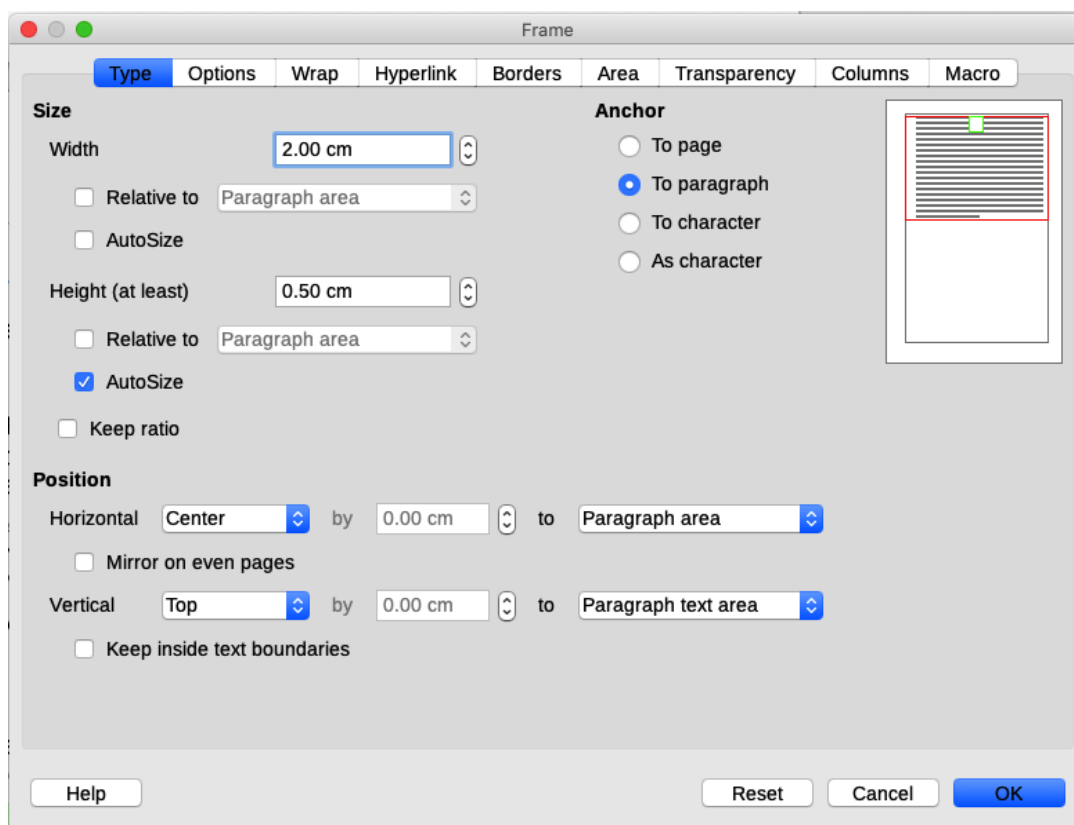 Frame
Type Options Wrap Hyperlink Borders Area Transparency Columns Macro
Size
Width 2.00 cm
Relative to Paragraph area
AutoSize
Height (at least) 0.50 cm
Relative to Paragraph area
AutoSize
Keep ratio
Anchor
To page
To paragraph
To character
As character
Position
Horizontal Center by 0.00 cm to Paragraph area
Mirror on even pages
Vertical Top by 0.00 cm to Paragraph text area
Keep inside text boundaries
Help Reset Cancel OK